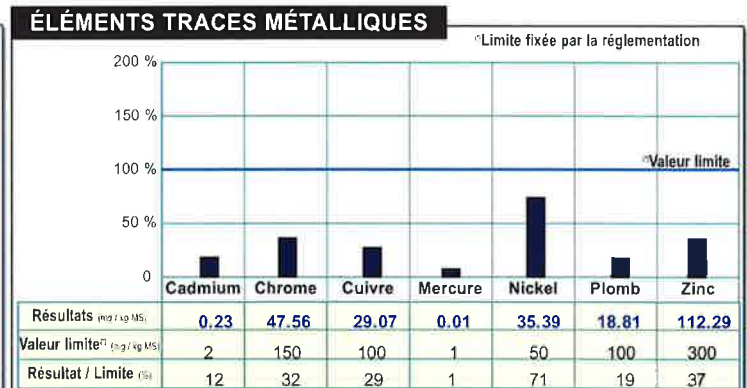 ÉLÉMENTS TRACES MÉTALLIQUES
(*)Limite fixée par la réglementation
200 %
150 %
100 %
(*)Valeur limite
50 %
0
Cadmium Chrome Cuivre Mercure Nickel Plomb Zinc
Résultats (mg / kg MS) 0.23 47.56 29.07 0.01 35.39 18.81 112.29
Valeur limite(*) (mg / kg MS) 2 150 100 1 50 100 300
Résultat / Limite (%) 12 32 29 1 71 19 37